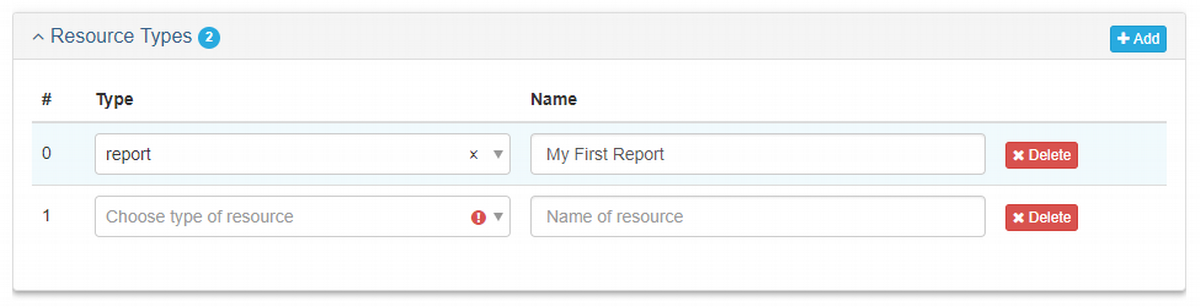 Resource Types 2
+ Add
# Type Name
0 report x My First Report Delete
1 Choose type of resource ! Name of resource Delete